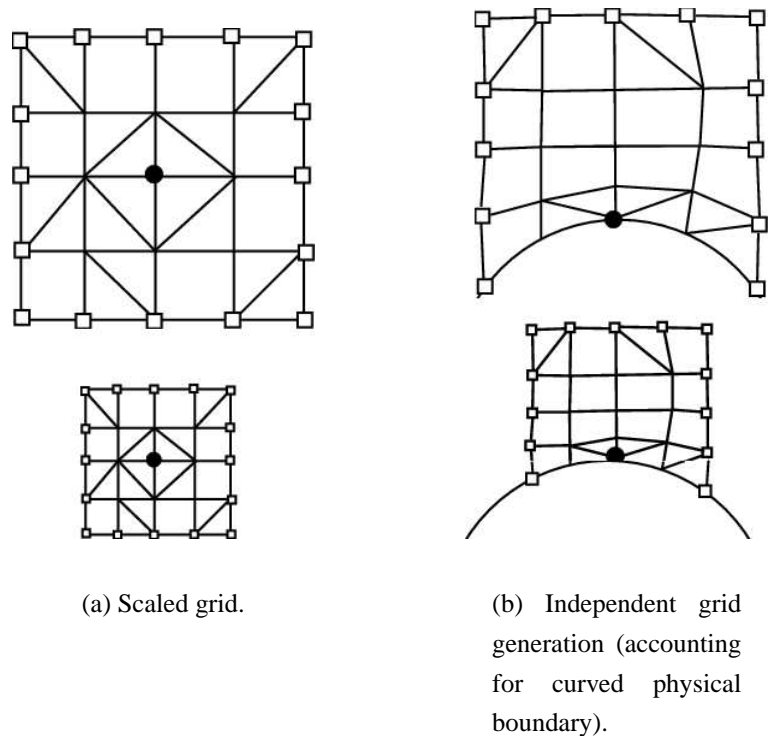 (a) Scaled grid.
(b) Independent grid
generation (accounting
for curved physical
boundary).